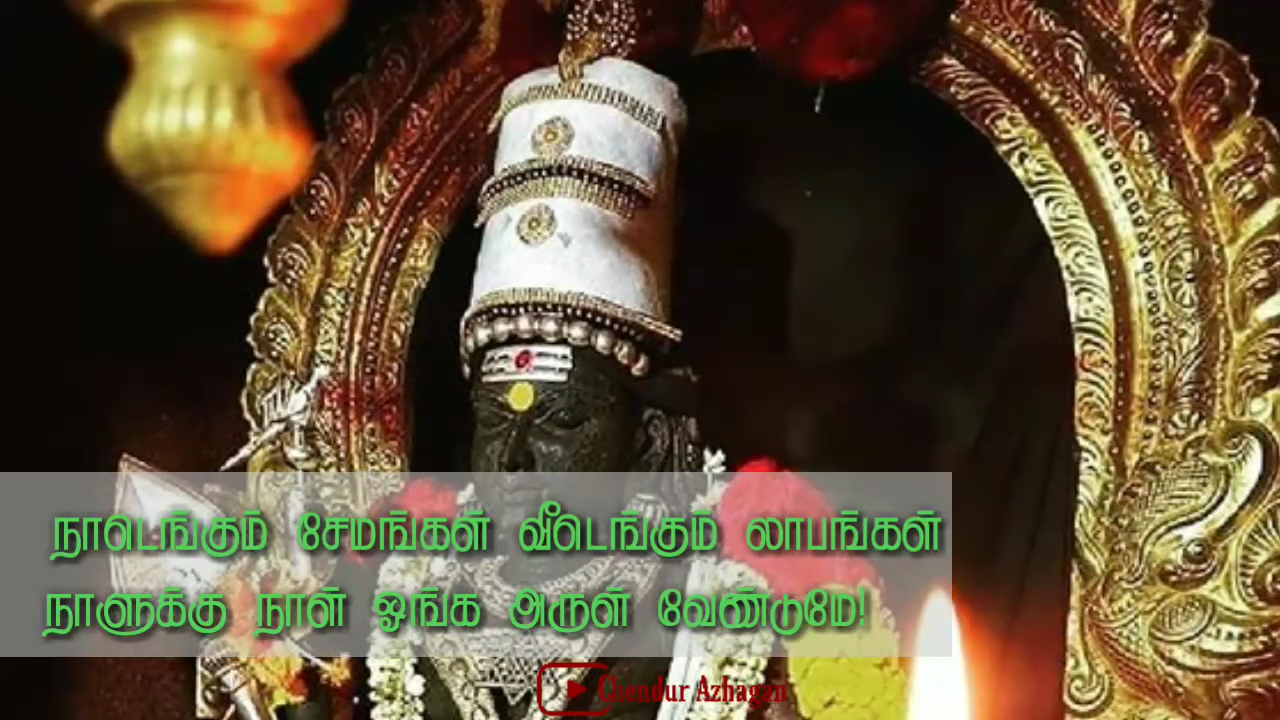 நாடெங்கும் சேமங்கள் வீடெங்கும் லாபங்கள்
நாளுக்கு நாள் ஓங்க அருள் வேண்டுமே!
Chendur Azhagan